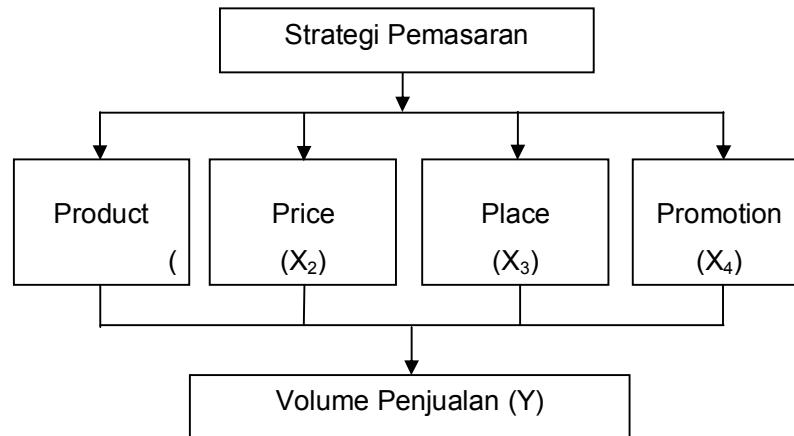 Strategi Pemasaran
Product
(
Price
(X₂)
Place
(X₃)
Promotion
(X₄)
Volume Penjualan (Y)